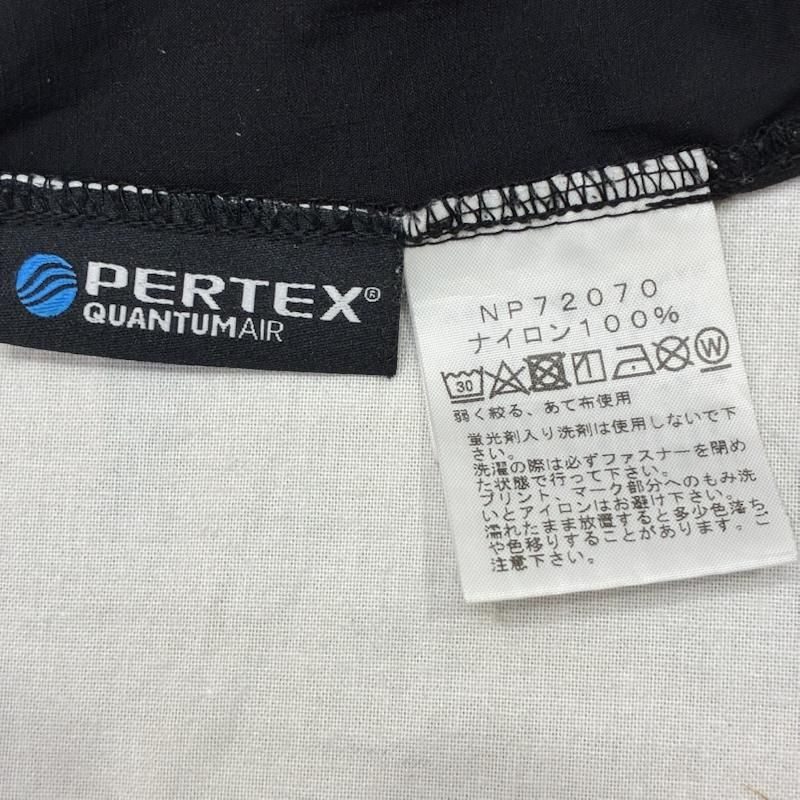 PERTEX®
QUANTUMAIR
NP72070
ナイロン100%
30 W
弱く絞る、あて布使用
蛍光剤入り洗剤は使用しないで下
さい。
洗濯の際は必ずファスナーを閉め
た状態で行って下さい。
プリント、マーク部分へのもみ洗
いとアイロンはお避け下さい。
濡れたまま放置すると多少色落ち
や色移りすることがあります。ご
注意下さい。